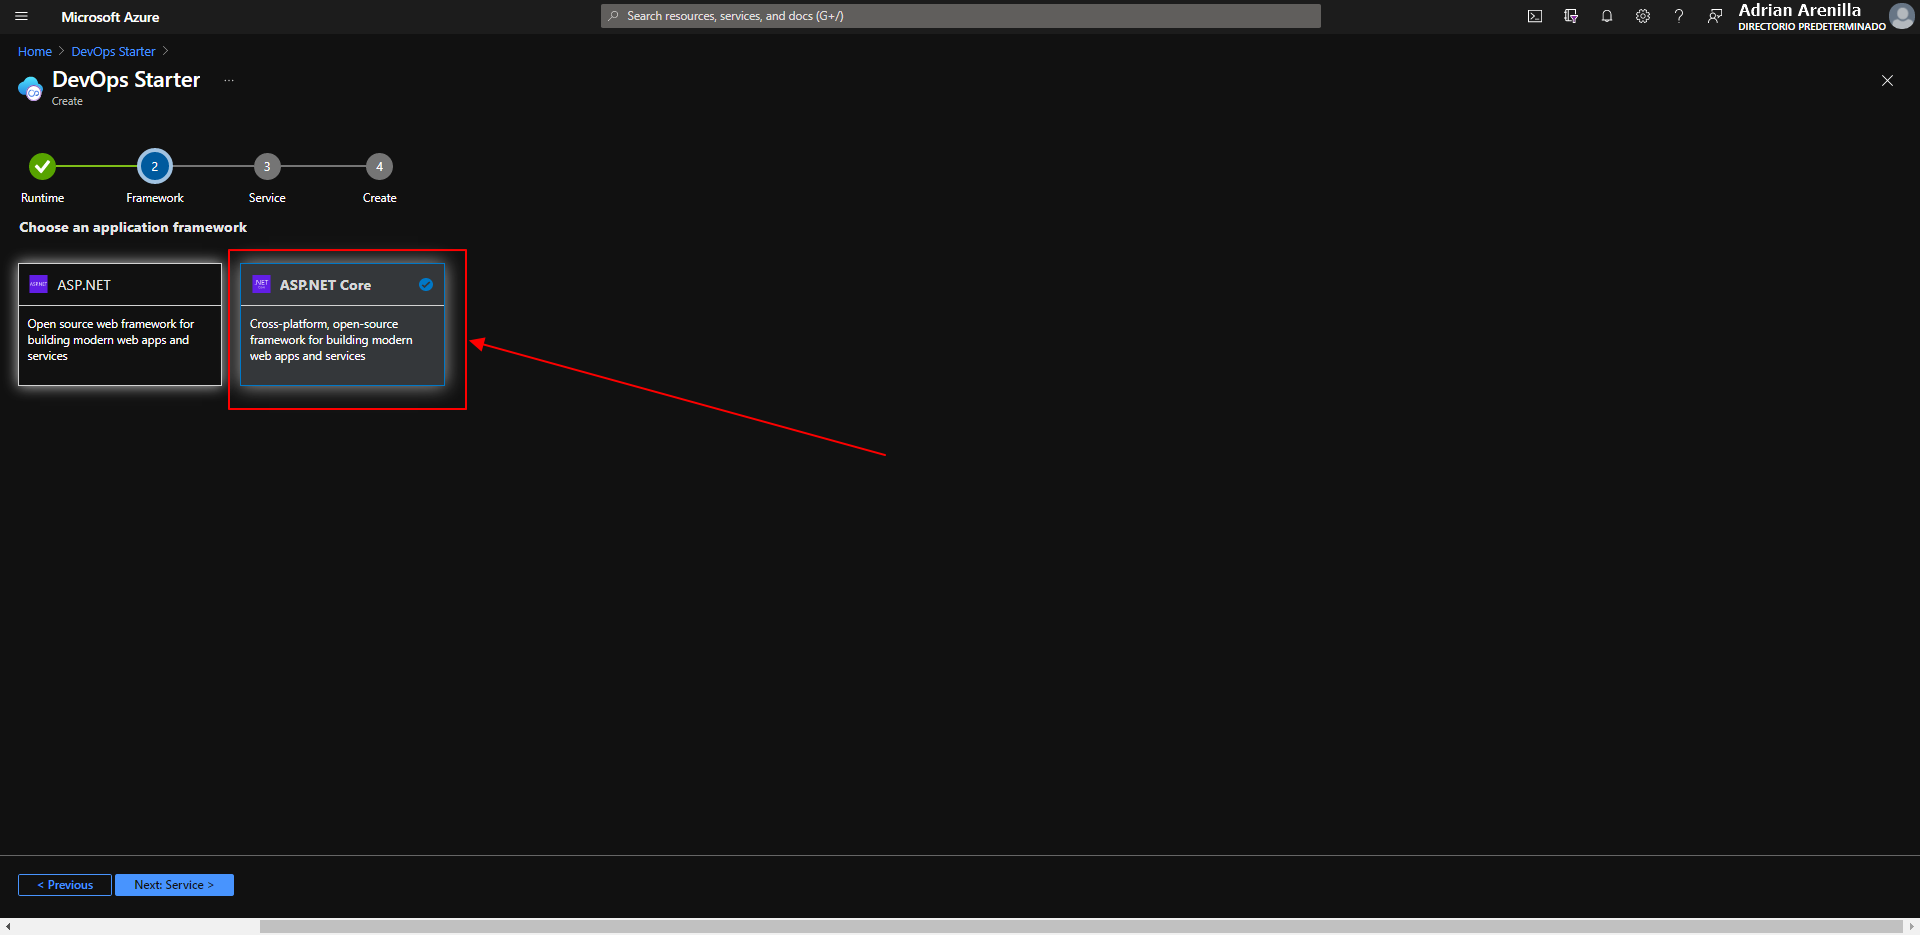 Microsoft Azure
Search resources, services, and docs (G+/)
Adrian Arenilla
DIRECTORIO PREDETERMINADO
Home > DevOps Starter >
DevOps Starter ...
Create
2 3 4
Runtime Framework Service Create
Choose an application framework
ASP.NET
Open source web framework for
building modern web apps and
services
.NET
ASP.NET Core
Cross-platform, open-source
framework for building modern
web apps and services
< Previous
Next: Service >